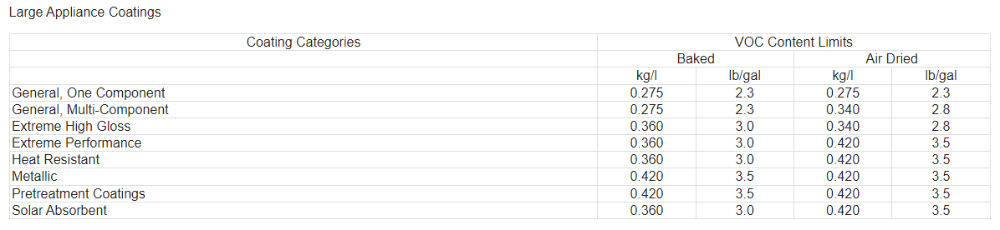 Large Appliance Coatings
Coating Categories VOC Content Limits
Baked Air Dried
kg/l lb/gal kg/l lb/gal
General, One Component 0.275 2.3 0.275 2.3
General, Multi-Component 0.275 2.3 0.340 2.8
Extreme High Gloss 0.360 3.0 0.340 2.8
Extreme Performance 0.360 3.0 0.420 3.5
Heat Resistant 0.360 3.0 0.420 3.5
Metallic 0.420 3.5 0.420 3.5
Pretreatment Coatings 0.420 3.5 0.420 3.5
Solar Absorbent 0.360 3.0 0.420 3.5